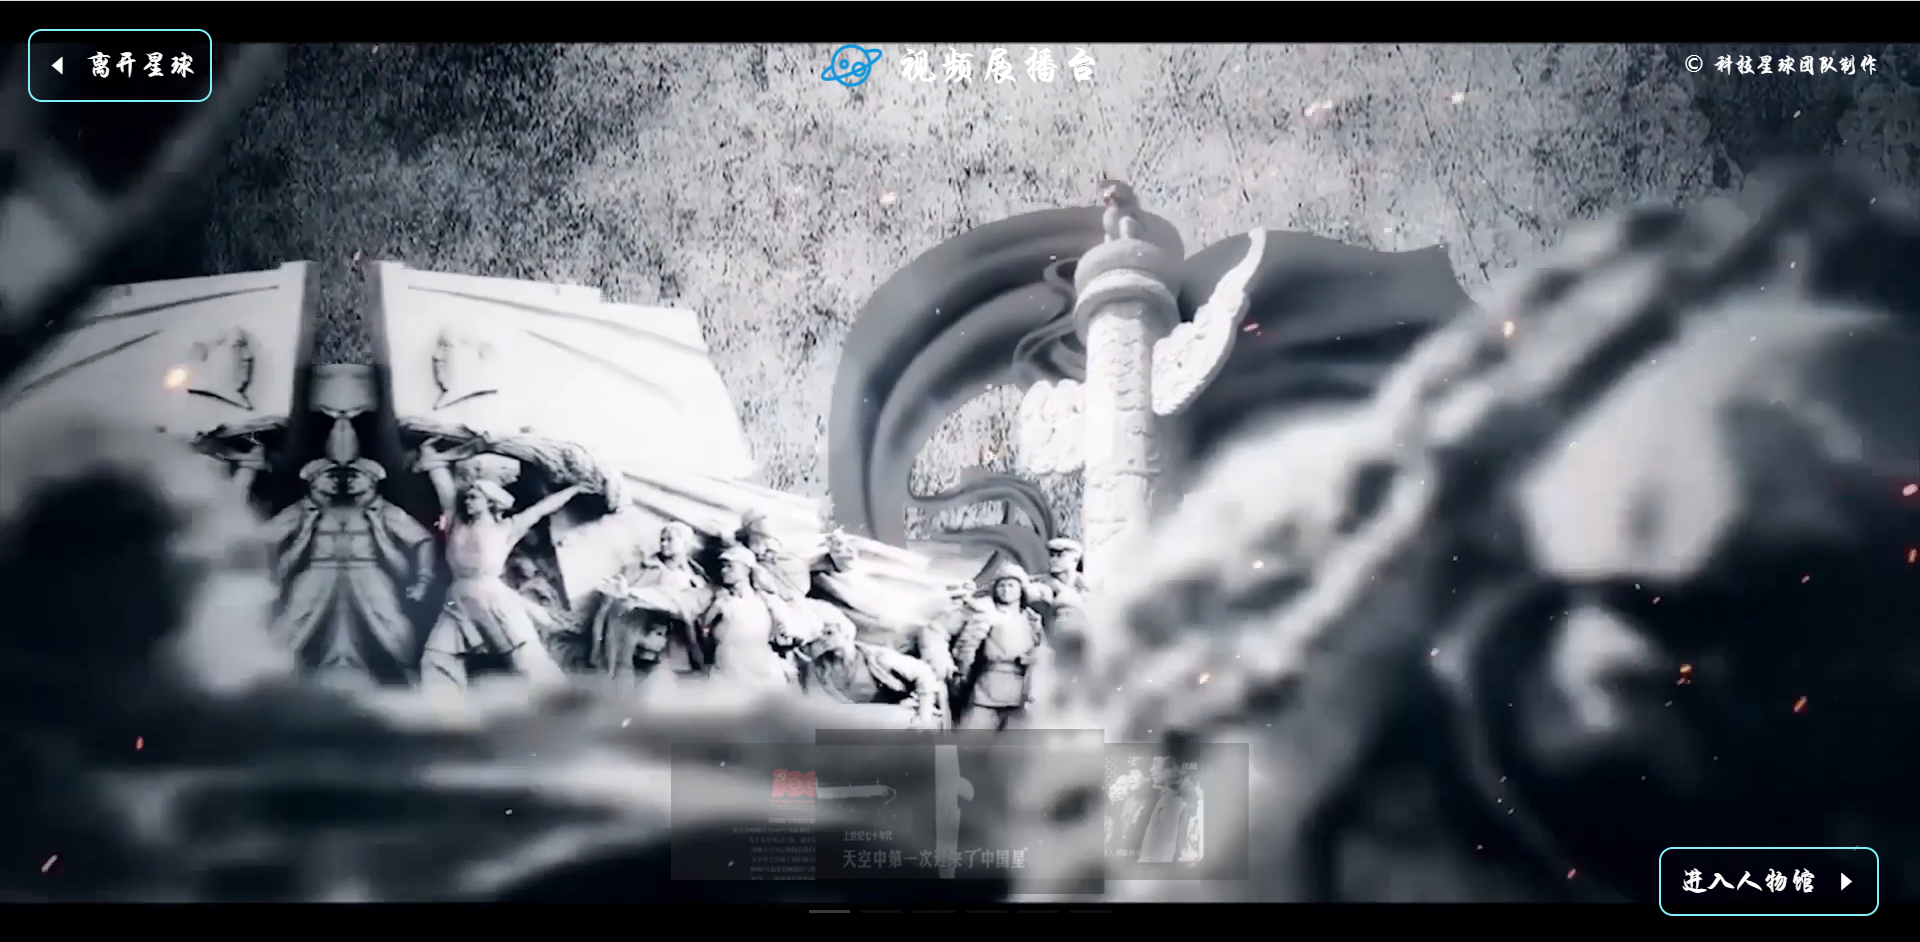 离开星球
视频展播台
© 科技星球团队制作
上世纪七十年代
天空中第一次迎来了“中国星”
进入人物馆